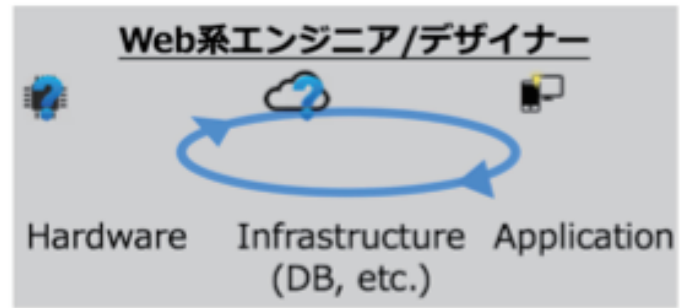 Web系エンジニア/デザイナー
?
?
Hardware
Infrastructure
Application
(DB, etc.)